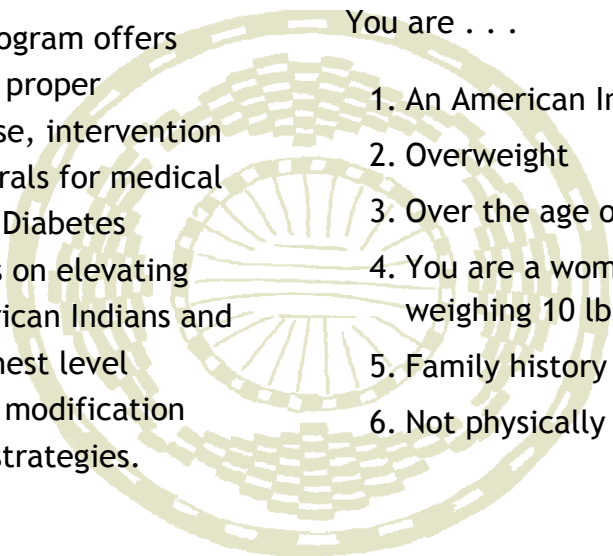 ogram offers
proper
se, intervention
rals for medical
Diabetes
s on elevating
rican Indians and
nest level
modification
strategies.
You are . . .
1. An American In
2. Overweight
3. Over the age o
4. You are a wom
weighing 10 lb
5. Family history
6. Not physically